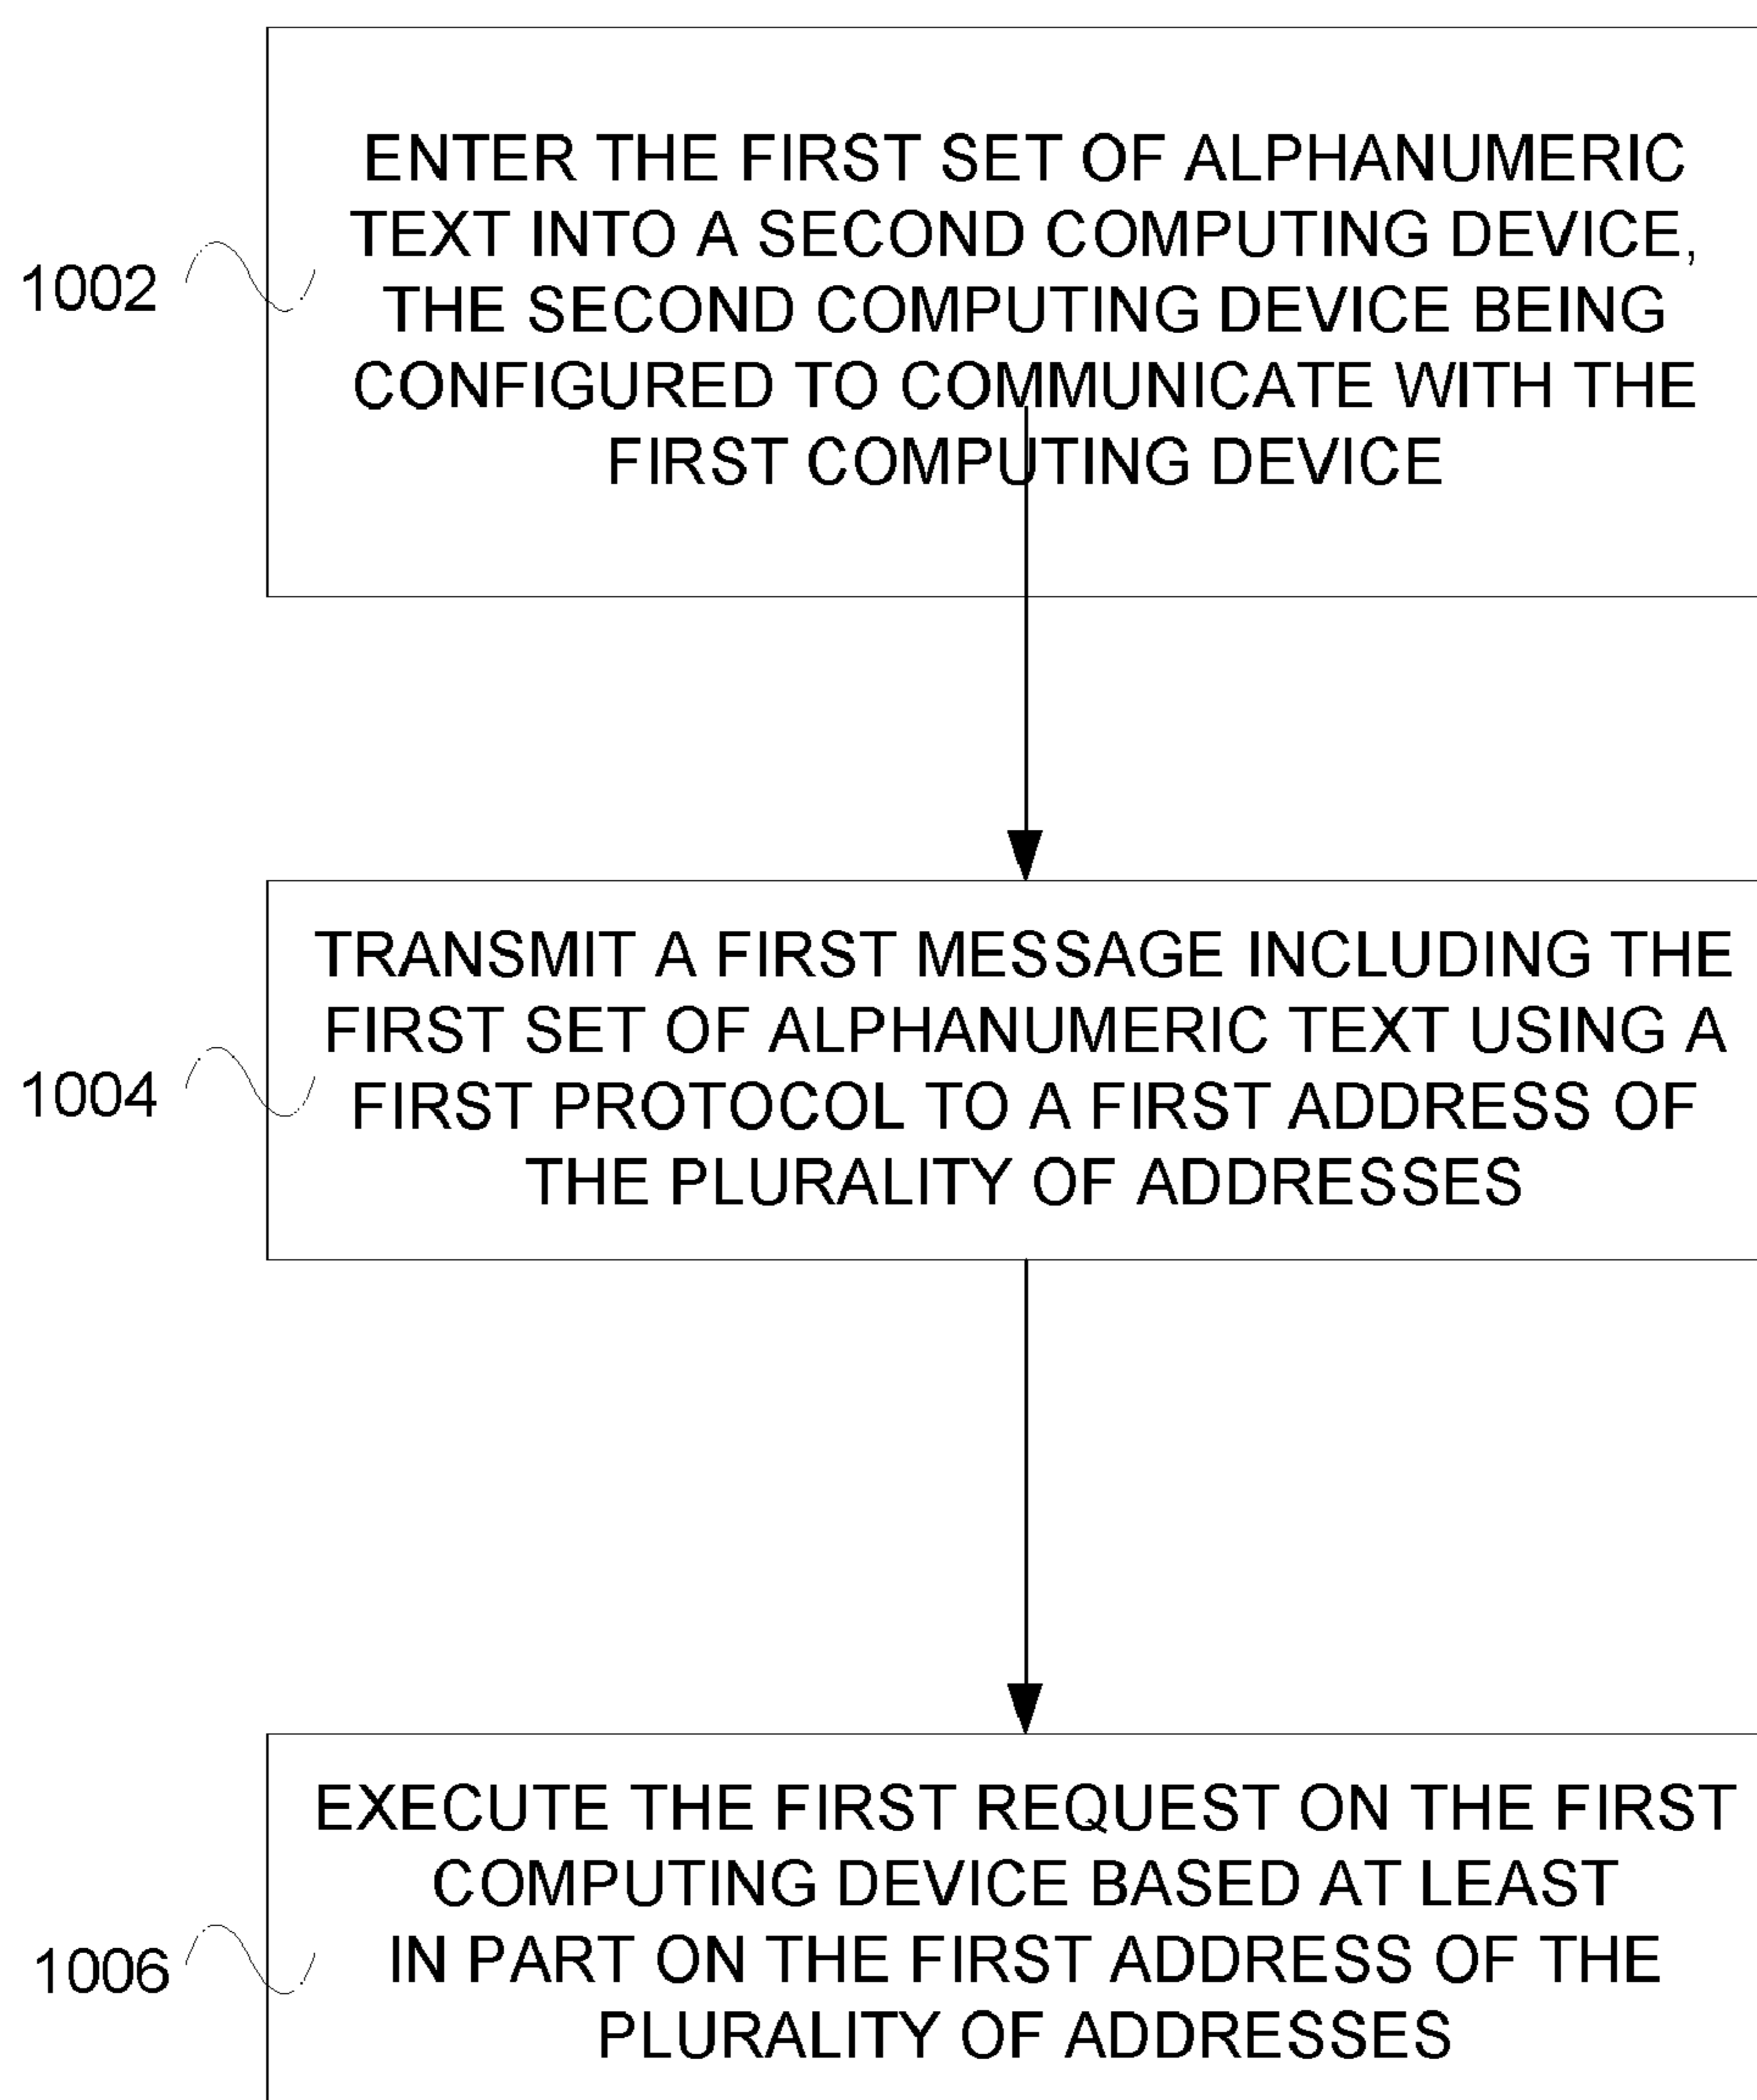 ENTER THE FIRST SET OF ALPHANUMERIC
TEXT INTO A SECOND COMPUTING DEVICE,
THE SECOND COMPUTING DEVICE BEING
CONFIGURED TO COMMUNICATE WITH THE
FIRST COMPUTING DEVICE
1002
TRANSMIT A FIRST MESSAGE INCLUDING THE
FIRST SET OF ALPHANUMERIC TEXT USING A
FIRST PROTOCOL TO A FIRST ADDRESS OF
THE PLURALITY OF ADDRESSES
1004
EXECUTE THE FIRST REQUEST ON THE FIRST
COMPUTING DEVICE BASED AT LEAST
IN PART ON THE FIRST ADDRESS OF THE
PLURALITY OF ADDRESSES
1006